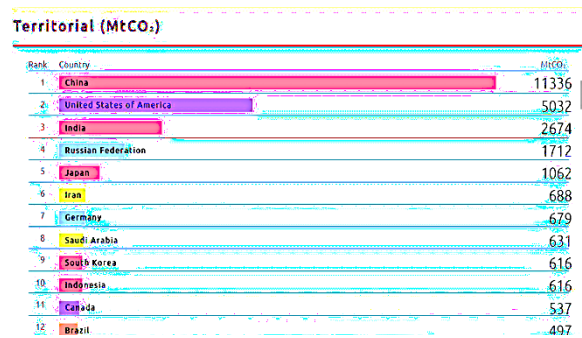 Territorial (MtCO₂)
Rank Country MtCO₂
1 China 11336
2 United States of America 5032
3 India 2674
4 Russian Federation 1712
5 Japan 1062
6 Iran 688
7 Germany 679
8 Saudi Arabia 631
9 South Korea 616
10 Indonesia 616
11 Canada 537
12 Brazil 497